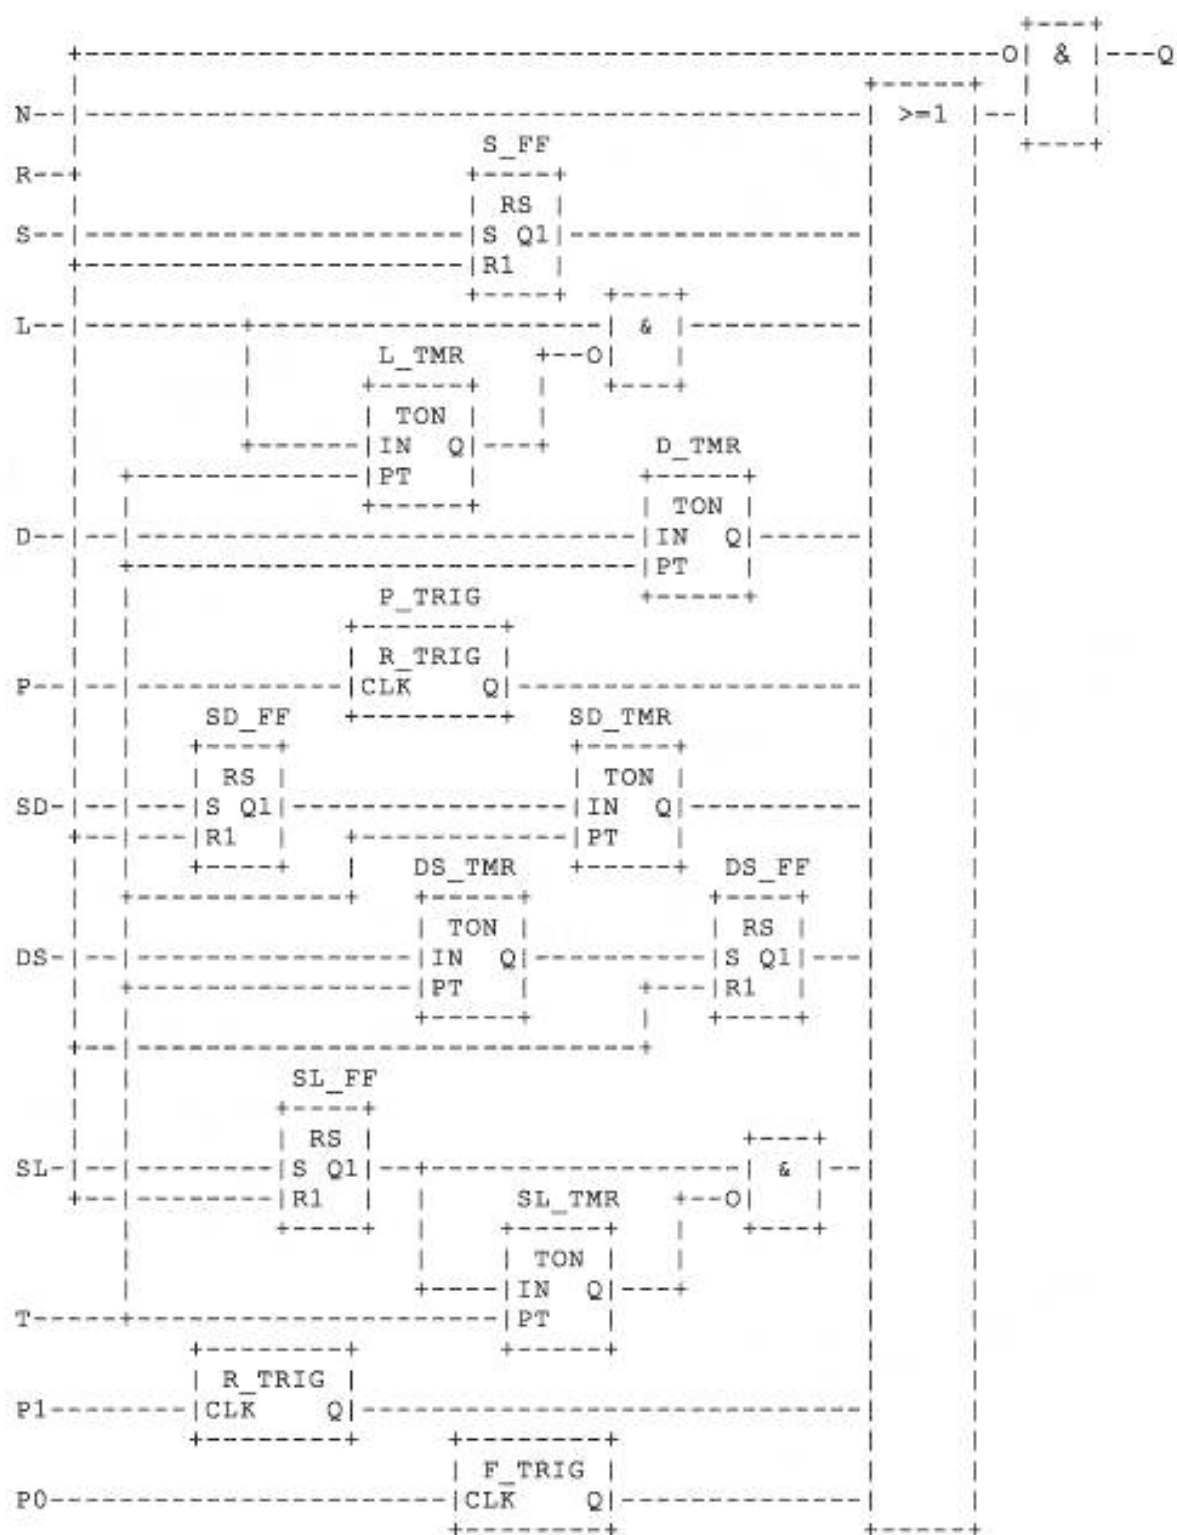 O| & |---Q
N-- >=1
S_FF
R--
RS
S-- S Q1
R1
L-- &
L_TMR O
TON
IN Q D_TMR
PT
TON
D-- IN Q
PT
P_TRIG
R_TRIG
P-- CLK Q
SD_FF SD_TMR
RS TON
SD- S Q1 IN Q
R1 PT
DS_TMR DS_FF
TON RS
DS- IN Q S Q1
PT R1
SL_FF
RS
SL- S Q1 &
R1 SL_TMR O
TON
IN Q
T-- PT
R_TRIG
P1-- CLK Q
F_TRIG
P0-- CLK Q